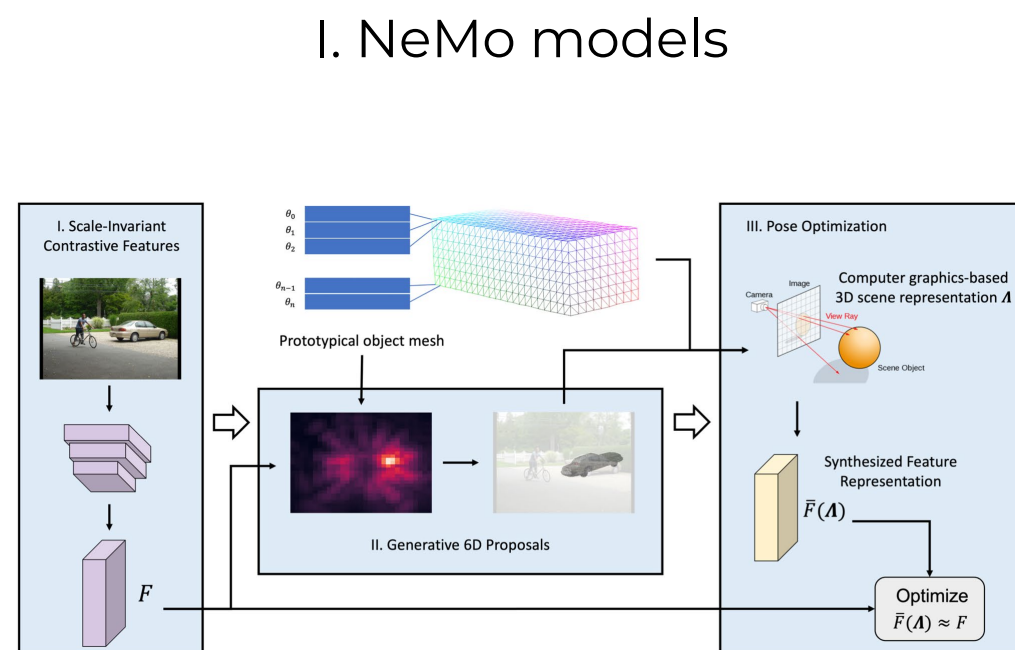 I. NeMo models
I. Scale-Invariant
Contrastive Features
F
θ₀
θ₁
θ₂
θₙ₋₁
θₙ
Prototypical object mesh
II. Generative 6D Proposals
III. Pose Optimization
Computer graphics-based
3D scene representation Λ
Image
Camera
View Ray
Scene Object
Synthesized Feature
Representation
F̅(Λ)
Optimize
F̅(Λ) ≈ F